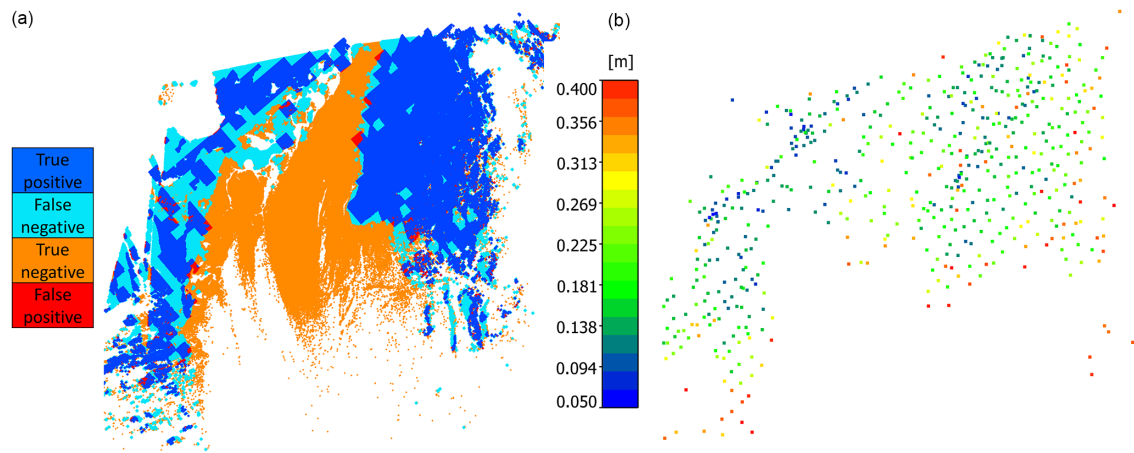 (a)
True
positive
False
negative
True
negative
False
positive
(b)
[m]
0.400
0.356
0.313
0.269
0.225
0.181
0.138
0.094
0.050